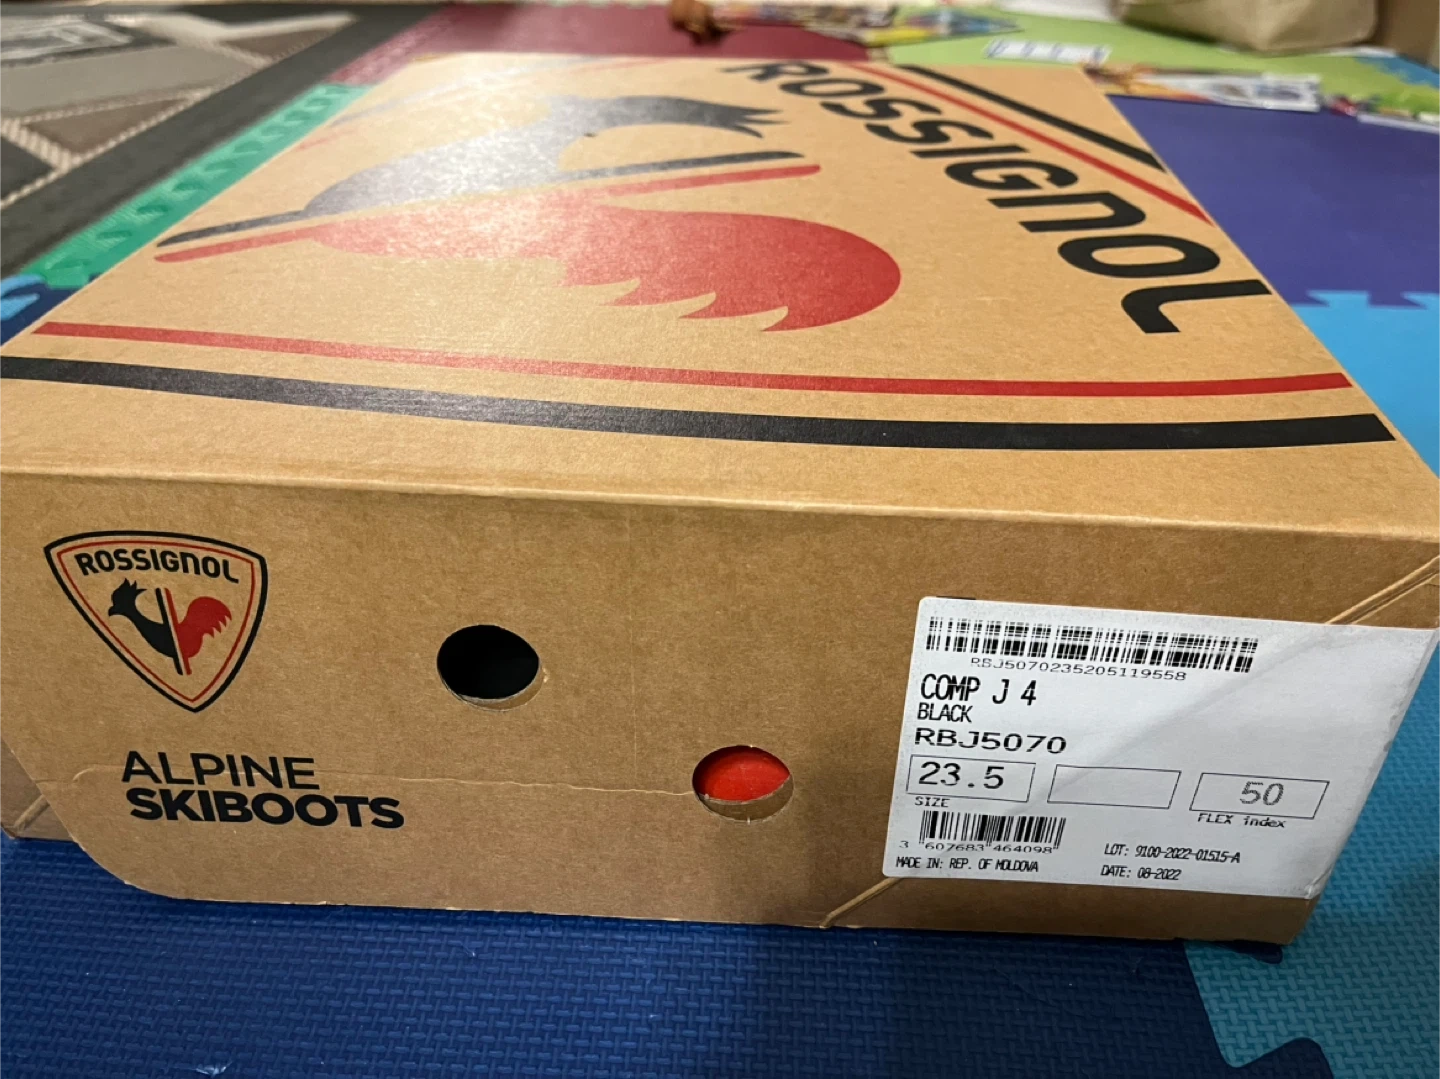 ROSSIGNOL
ROSSIGNOL
ALPINE
SKIBOOTS
RBJ5070235205119558
COMP J 4
BLACK
RBJ5070
23.5
SIZE
50
FLEX index
3 607683 464098
MADE IN: REP. OF MOLDOVA
LOT: 9100-2022-01515-A
DATE: 08-2022